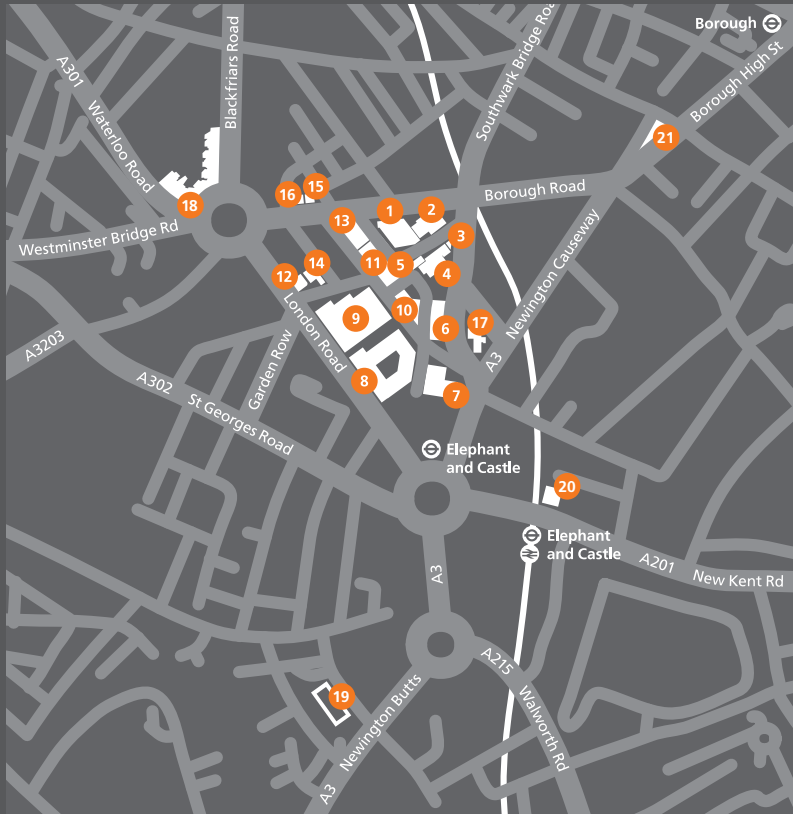 Borough
Borough High St
Southwark Bridge Road
Blackfriars Road
A301
Waterloo Road
21
15
16
Borough Road
18
1
2
13
Westminster Bridge Rd
3
11
5
14
4
12
Newington Causeway
10
9
17
6
London Road
A3203
Garden Row
A3
A302
8
7
St Georges Road
Elephant
and Castle
20
Elephant
and Castle
A201
New Kent Rd
A3
A215
Walworth Rd
19
Newington Butts
A3